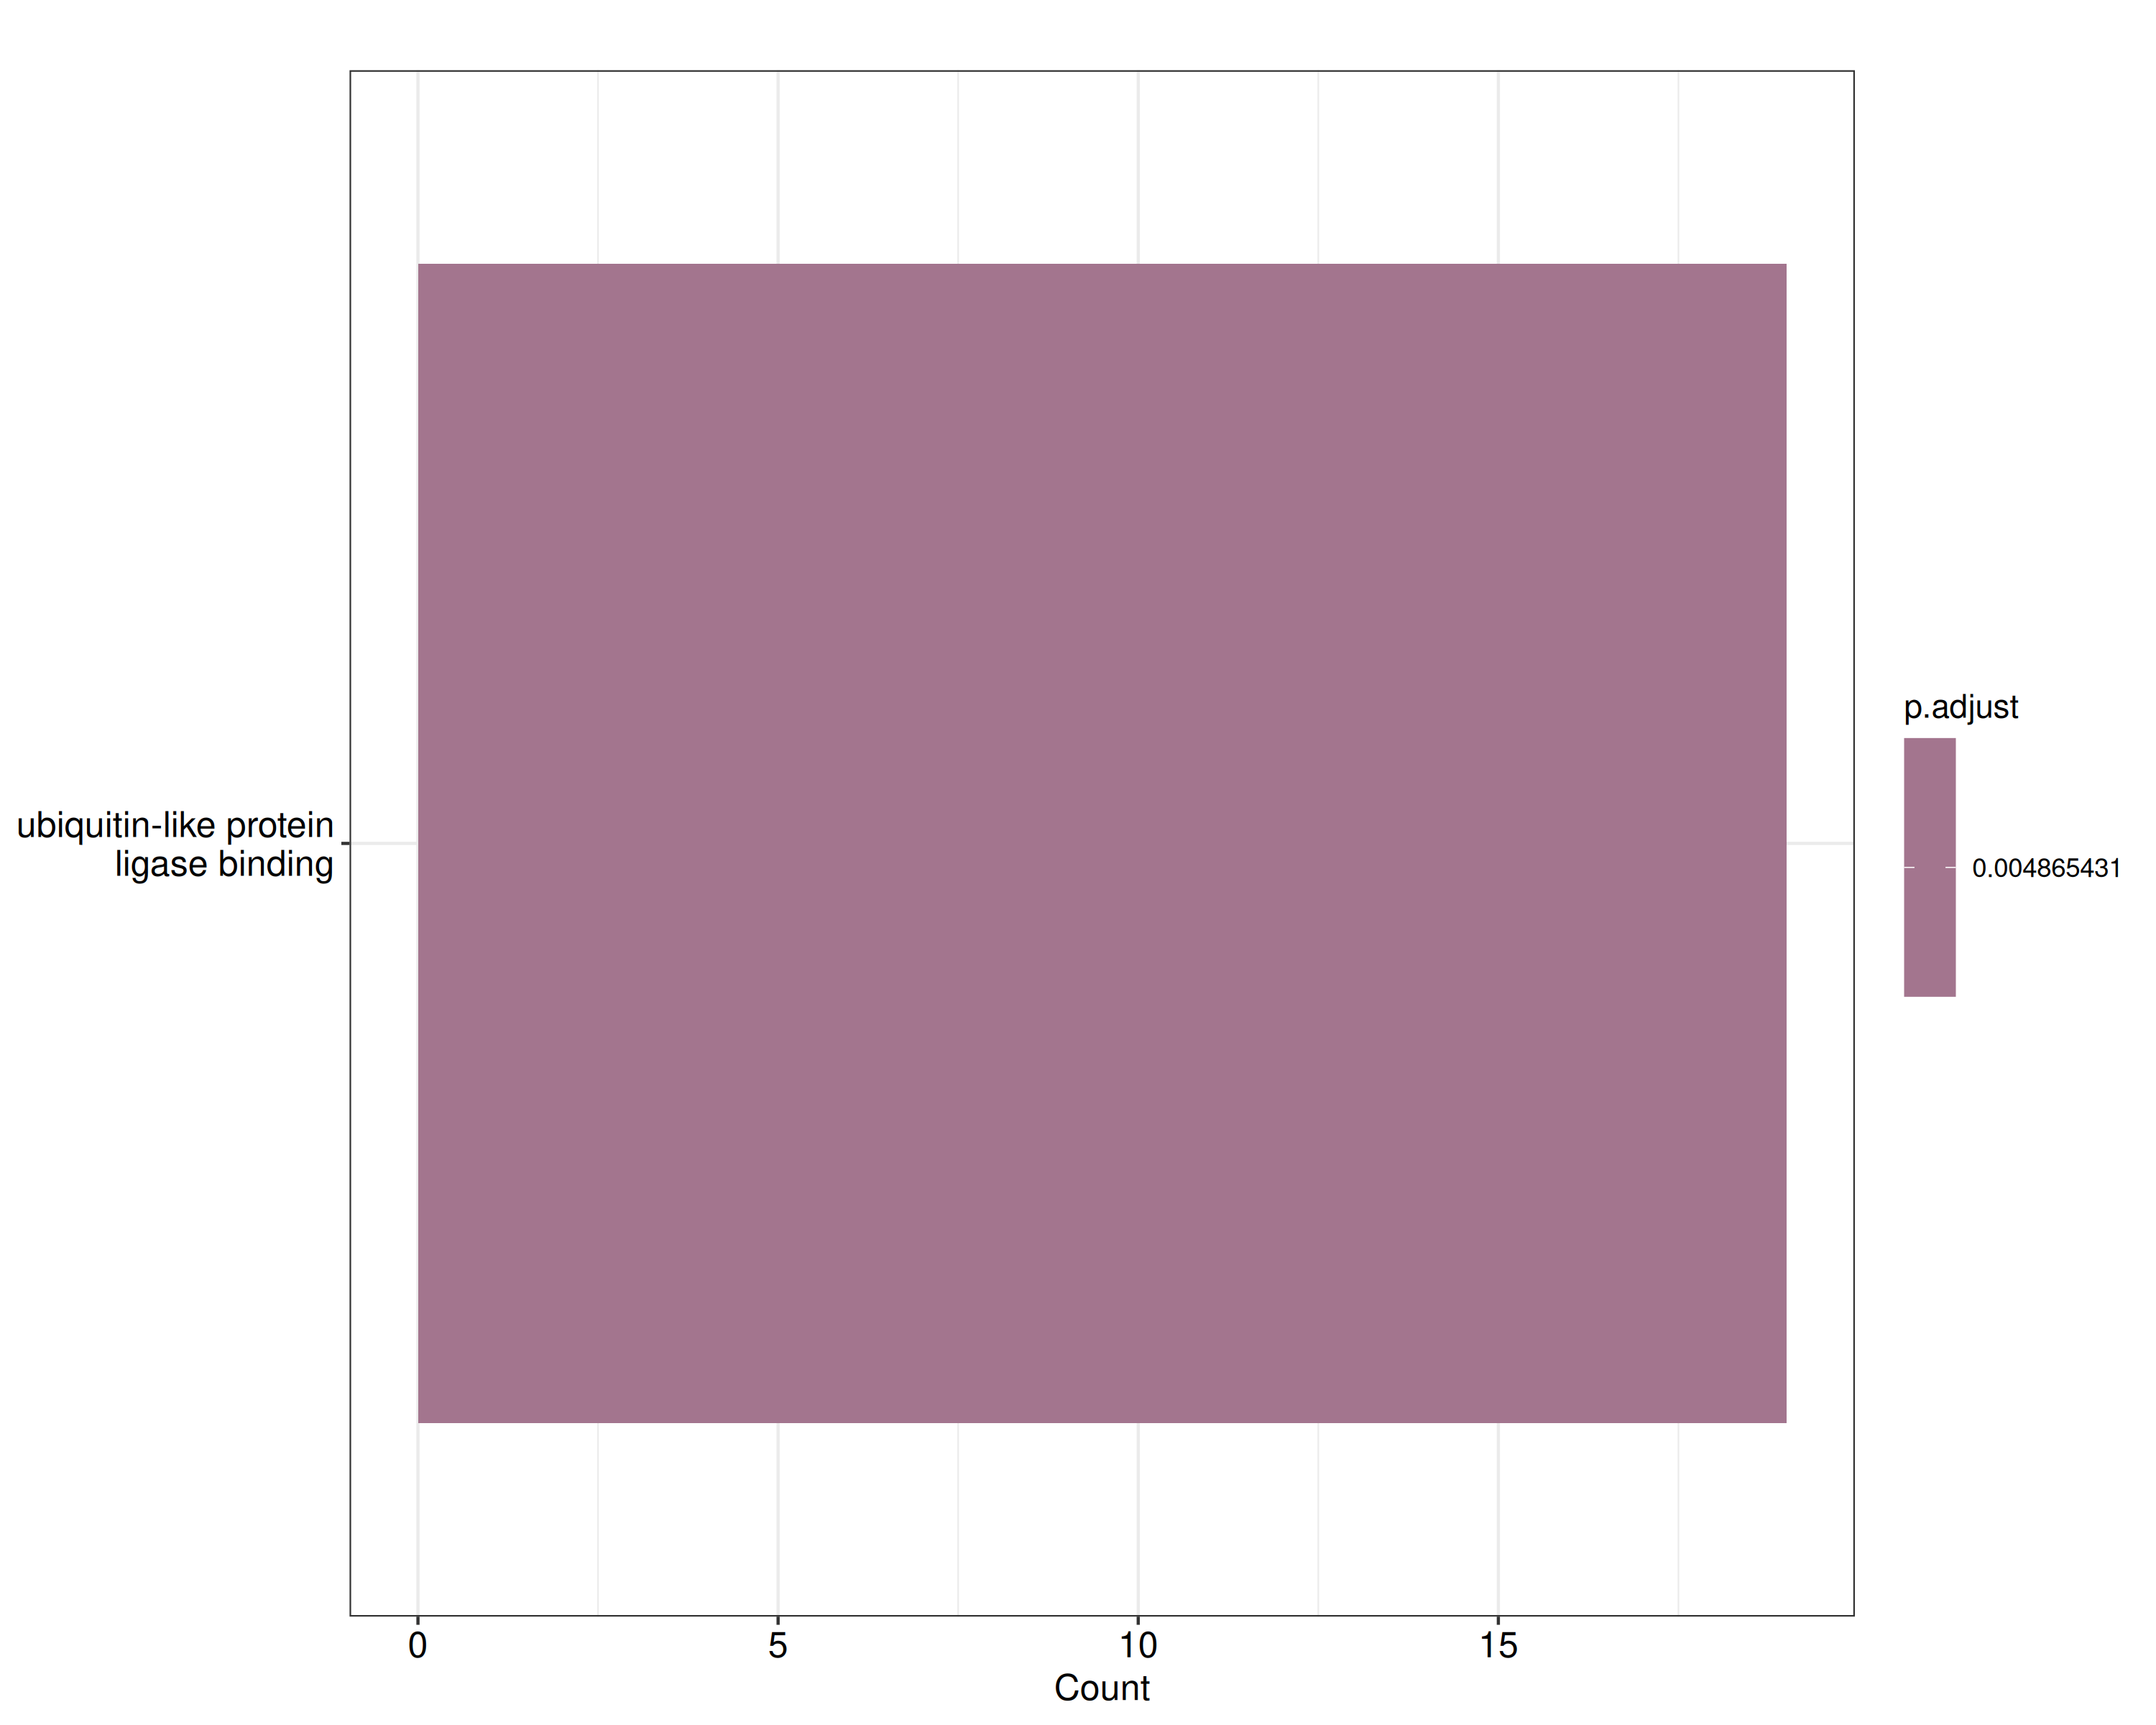 ubiquitin-like protein
ligase binding
0
5
10
15
Count
p.adjust
0.004865431